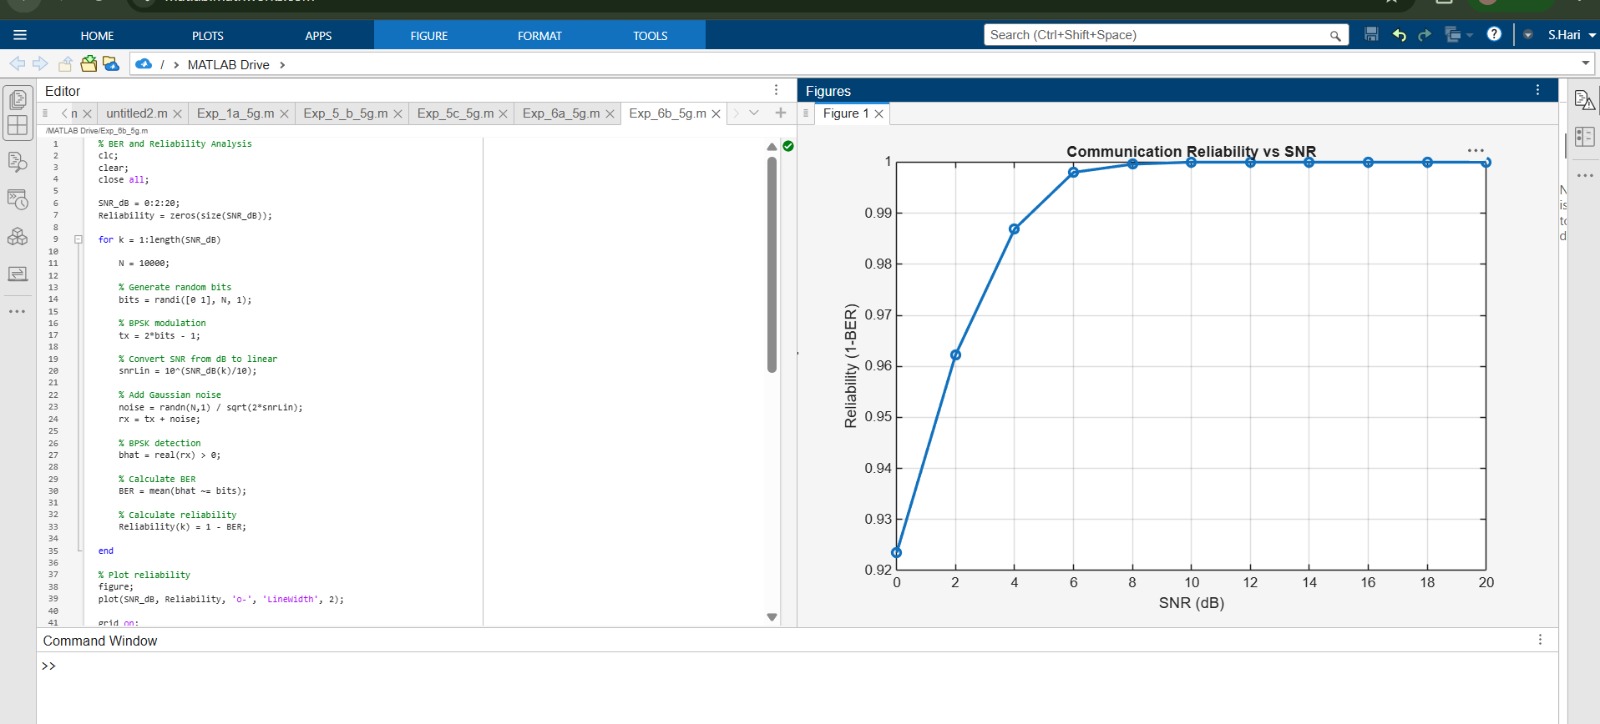 HOME PLOTS APPS FIGURE FORMAT TOOLS Search (Ctrl+Shift+Space) ? S.Hari
/ > MATLAB Drive >
Editor
untitled2.m Exp_1a_5g.m Exp_5_b_5g.m Exp_5c_5g.m Exp_6a_5g.m Exp_6b_5g.m
/MATLAB Drive/Exp_6b_5g.m
1 % BER and Reliability Analysis
2 clc;
3 clear;
4 close all;
5
6 SNR_dB = 0:2:20;
7 Reliability = zeros(size(SNR_dB));
8
9 for k = 1:length(SNR_dB)
10
11 N = 10000;
12
13 % Generate random bits
14 bits = randi([0 1], N, 1);
15
16 % BPSK modulation
17 tx = 2*bits - 1;
18
19 % Convert SNR from dB to linear
20 snrLin = 10^(SNR_dB(k)/10);
21
22 % Add Gaussian noise
23 noise = randn(N,1) / sqrt(2*snrLin);
24 rx = tx + noise;
25
26 % BPSK detection
27 bhat = real(rx) > 0;
28
29 % Calculate BER
30 BER = mean(bhat ~= bits);
31
32 % Calculate reliability
33 Reliability(k) = 1 - BER;
34
35 end
36
37 % Plot reliability
38 figure;
39 plot(SNR_dB, Reliability, 'o-', 'LineWidth', 2);
40
41 grid on;
Figures
Figure 1
Communication Reliability vs SNR
1
0.99
0.98
0.97
0.96
0.95
0.94
0.93
0.92
Reliability (1-BER)
0 2 4 6 8 10 12 14 16 18 20
SNR (dB)
Command Window
>>